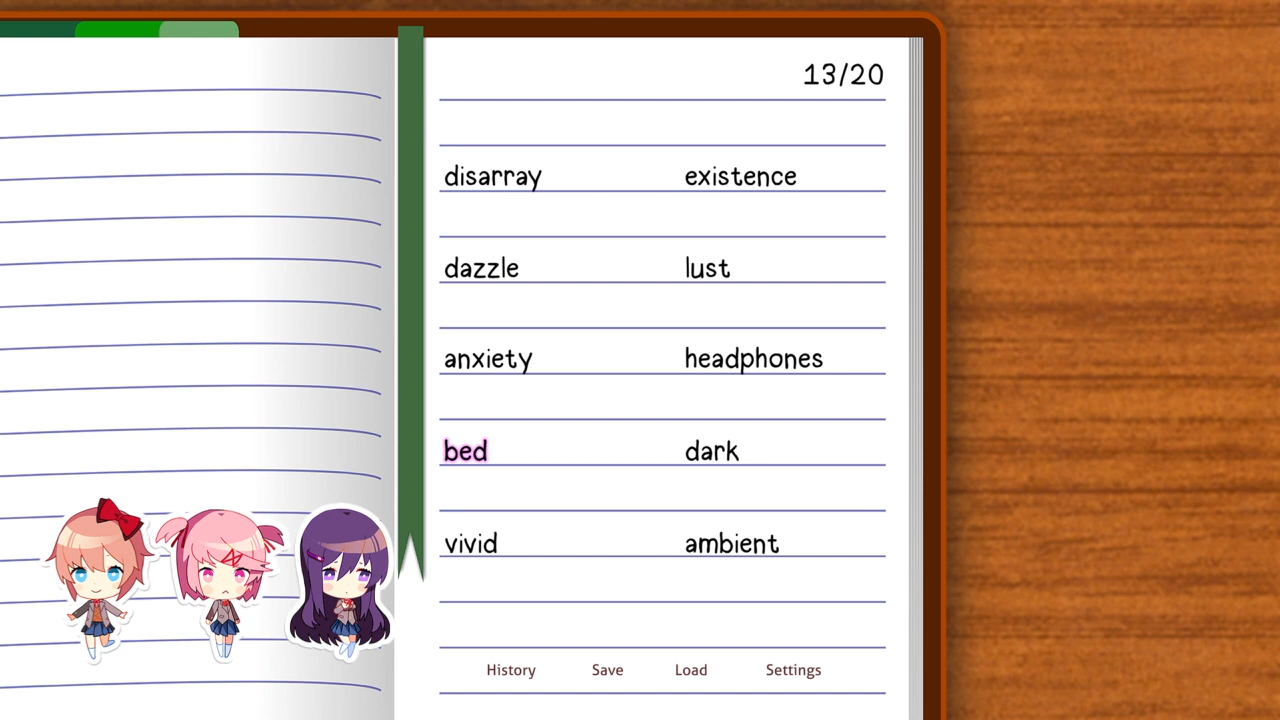 13/20
disarray existence
dazzle lust
anxiety headphones
bed dark
vivid ambient
History Save Load Settings